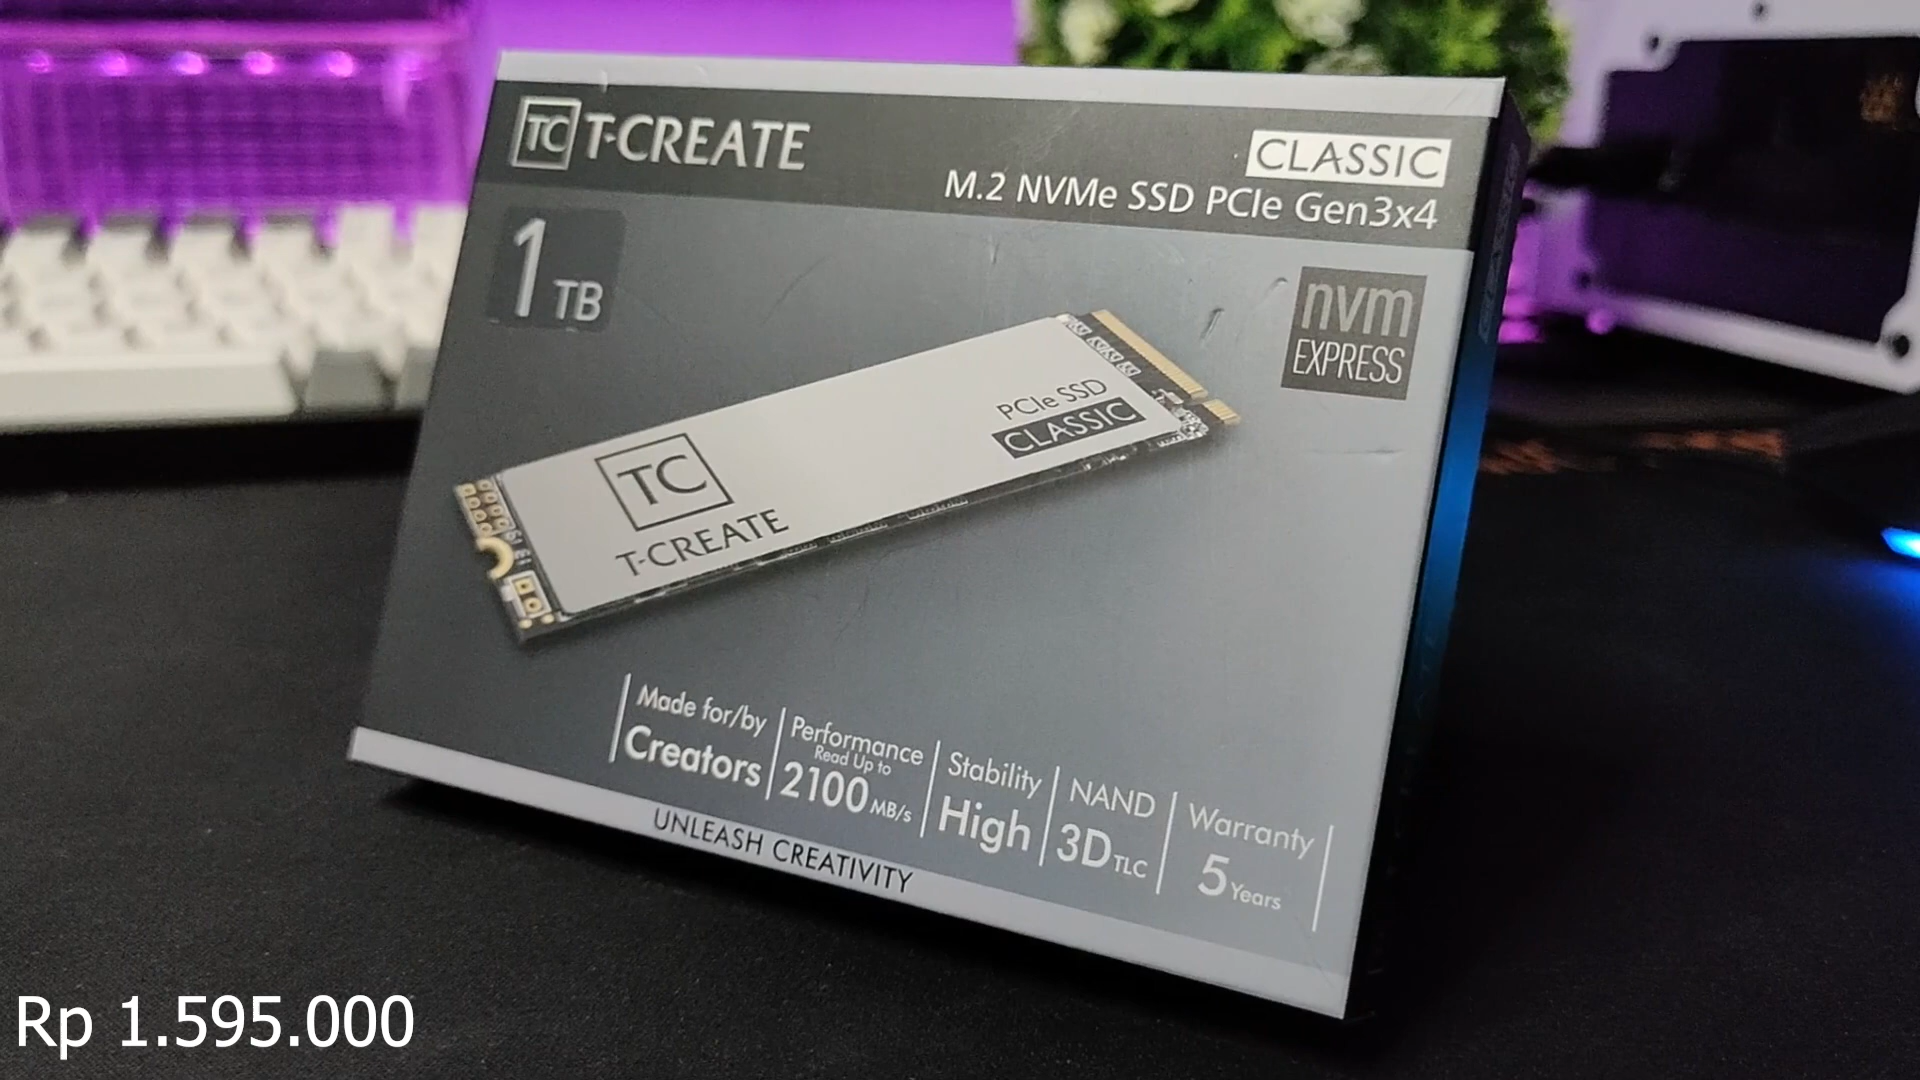 TC T-CREATE
CLASSIC
M.2 NVMe SSD PCIe Gen3x4
1 TB
nvm
EXPRESS
PCIe SSD
CLASSIC
TC
T-CREATE
Made for/by
Creators
Performance
Read Up to
2100 MB/s
Stability
High
NAND
3D TLC
Warranty
5 Years
UNLEASH CREATIVITY
Rp 1.595.000